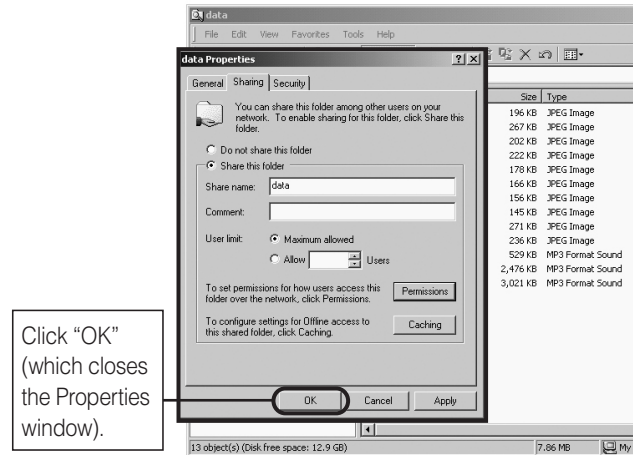 data
File Edit View Favorites Tools Help
data Properties
General Sharing Security
You can share this folder among other users on your
network. To enable sharing for this folder, click Share this
folder.
Do not share this folder
Share this folder
Share name: data
Comment:
User limit: Maximum allowed
Allow Users
To set permissions for how users access this
folder over the network, click Permissions.
Permissions
To configure settings for Offline access to
this shared folder, click Caching.
Caching
OK Cancel Apply
Size Type
196 KB JPEG Image
267 KB JPEG Image
202 KB JPEG Image
222 KB JPEG Image
178 KB JPEG Image
166 KB JPEG Image
156 KB JPEG Image
145 KB JPEG Image
271 KB JPEG Image
236 KB JPEG Image
529 KB MP3 Format Sound
2,476 KB MP3 Format Sound
3,021 KB MP3 Format Sound
13 object(s) (Disk free space: 12.9 GB) 7.86 MB My
Click “OK”
(which closes
the Properties
window).